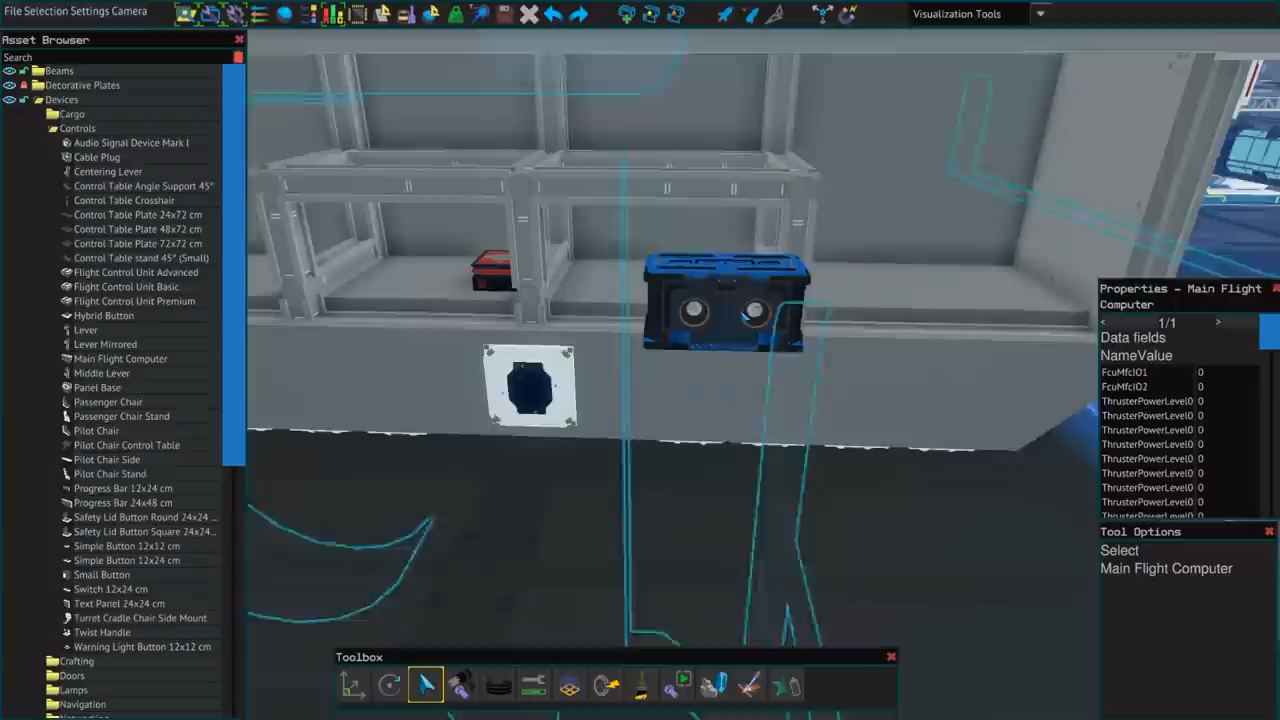 File Selection Settings Camera
Visualization Tools
Asset Browser
Search
Beams
Decorative Plates
Devices
Cargo
Controls
Audio Signal Device Mark I
Cable Plug
Centering Lever
Control Table Angle Support 45°
Control Table Crosshair
Control Table Plate 24x72 cm
Control Table Plate 48x72 cm
Control Table Plate 72x72 cm
Control Table stand 45° (Small)
Flight Control Unit Advanced
Flight Control Unit Basic
Flight Control Unit Premium
Hybrid Button
Lever
Lever Mirrored
Main Flight Computer
Middle Lever
Panel Base
Passenger Chair
Passenger Chair Stand
Pilot Chair
Pilot Chair Control Table
Pilot Chair Side
Pilot Chair Stand
Progress Bar 12x24 cm
Progress Bar 24x48 cm
Safety Lid Button Round 24x24 ...
Safety Lid Button Square 24x24...
Simple Button 12x12 cm
Simple Button 12x24 cm
Small Button
Switch 12x24 cm
Text Panel 24x24 cm
Turret Cradle Chair Side Mount
Twist Handle
Warning Light Button 12x12 cm
Crafting
Doors
Lamps
Navigation
Properties - Main Flight
Computer
< 1/1 >
Data fields
NameValue
FcuMfcIO1 0
FcuMfcIO2 0
ThrusterPowerLevel0 0
ThrusterPowerLevel0 0
ThrusterPowerLevel0 0
ThrusterPowerLevel0 0
ThrusterPowerLevel0 0
ThrusterPowerLevel0 0
ThrusterPowerLevel0 0
ThrusterPowerLevel0 0
ThrusterPowerLevel0 0
Tool Options
Select
Main Flight Computer
Toolbox